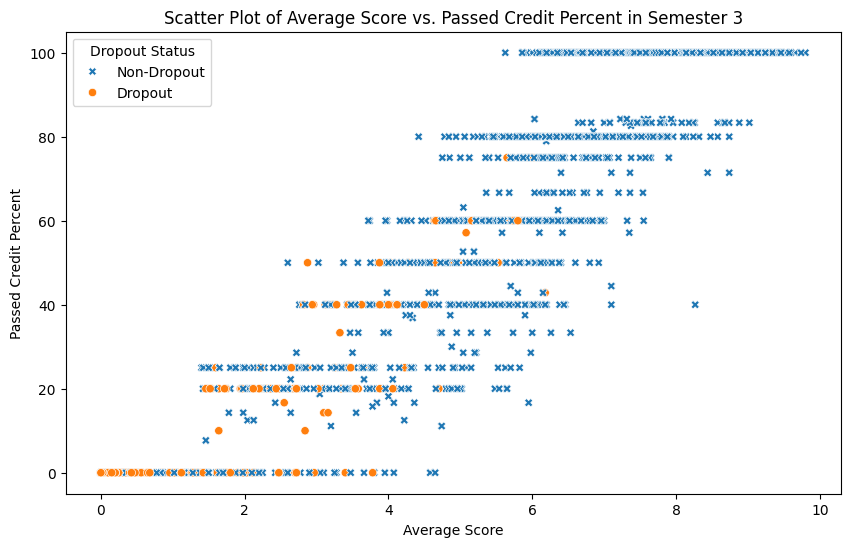 Scatter Plot of Average Score vs. Passed Credit Percent in Semester 3
Dropout Status
Non-Dropout
Dropout
100
80
60
40
20
0
Passed Credit Percent
0 2 4 6 8 10
Average Score